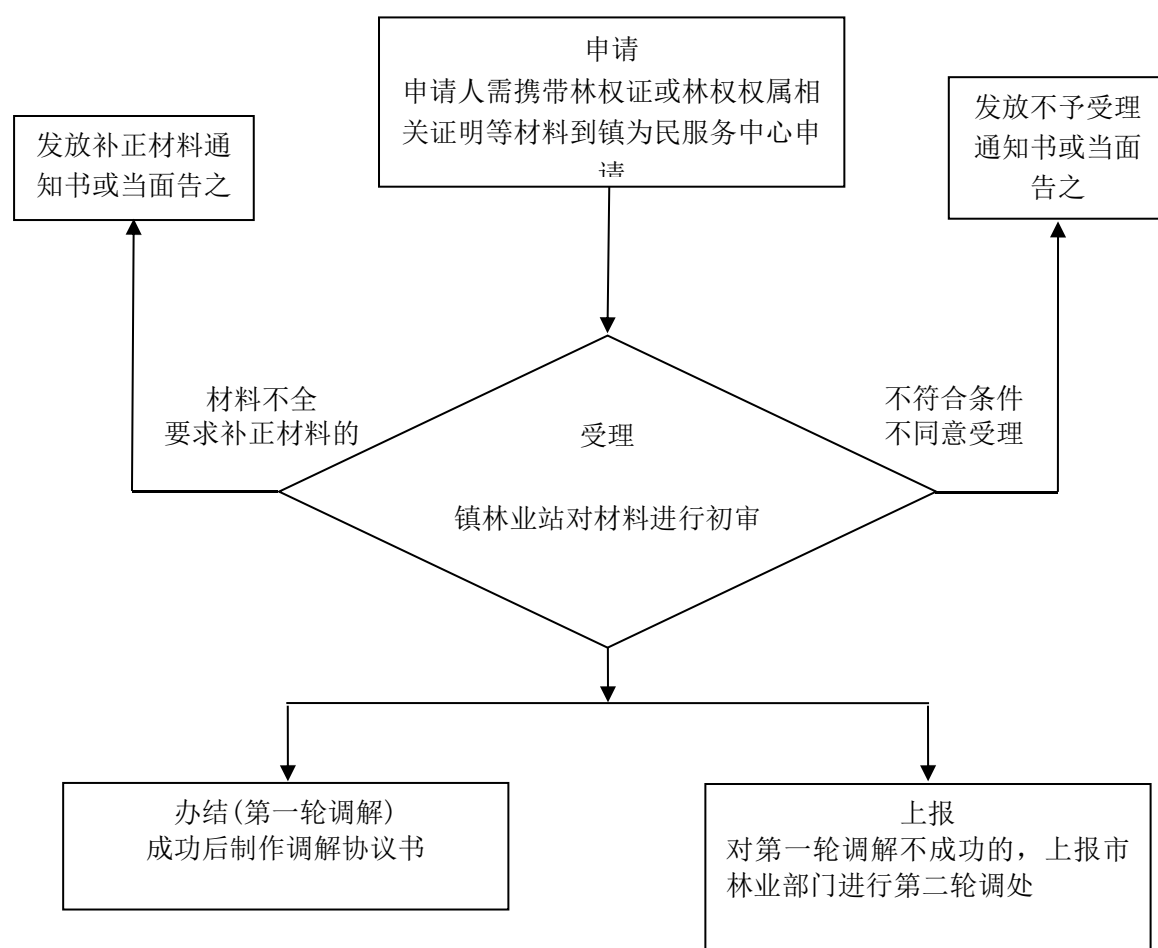 申请
申请人需携带林权证或林权权属相
关证明等材料到镇为民服务中心申
请
发放补正材料通
知书或当面告之
发放不予受理
通知书或当面
告之
材料不全
要求补正材料的
不符合条件
不同意受理
受理
镇林业站对材料进行初审
办结(第一轮调解)
成功后制作调解协议书
上报
对第一轮调解不成功的，上报市
林业部门进行第二轮调处